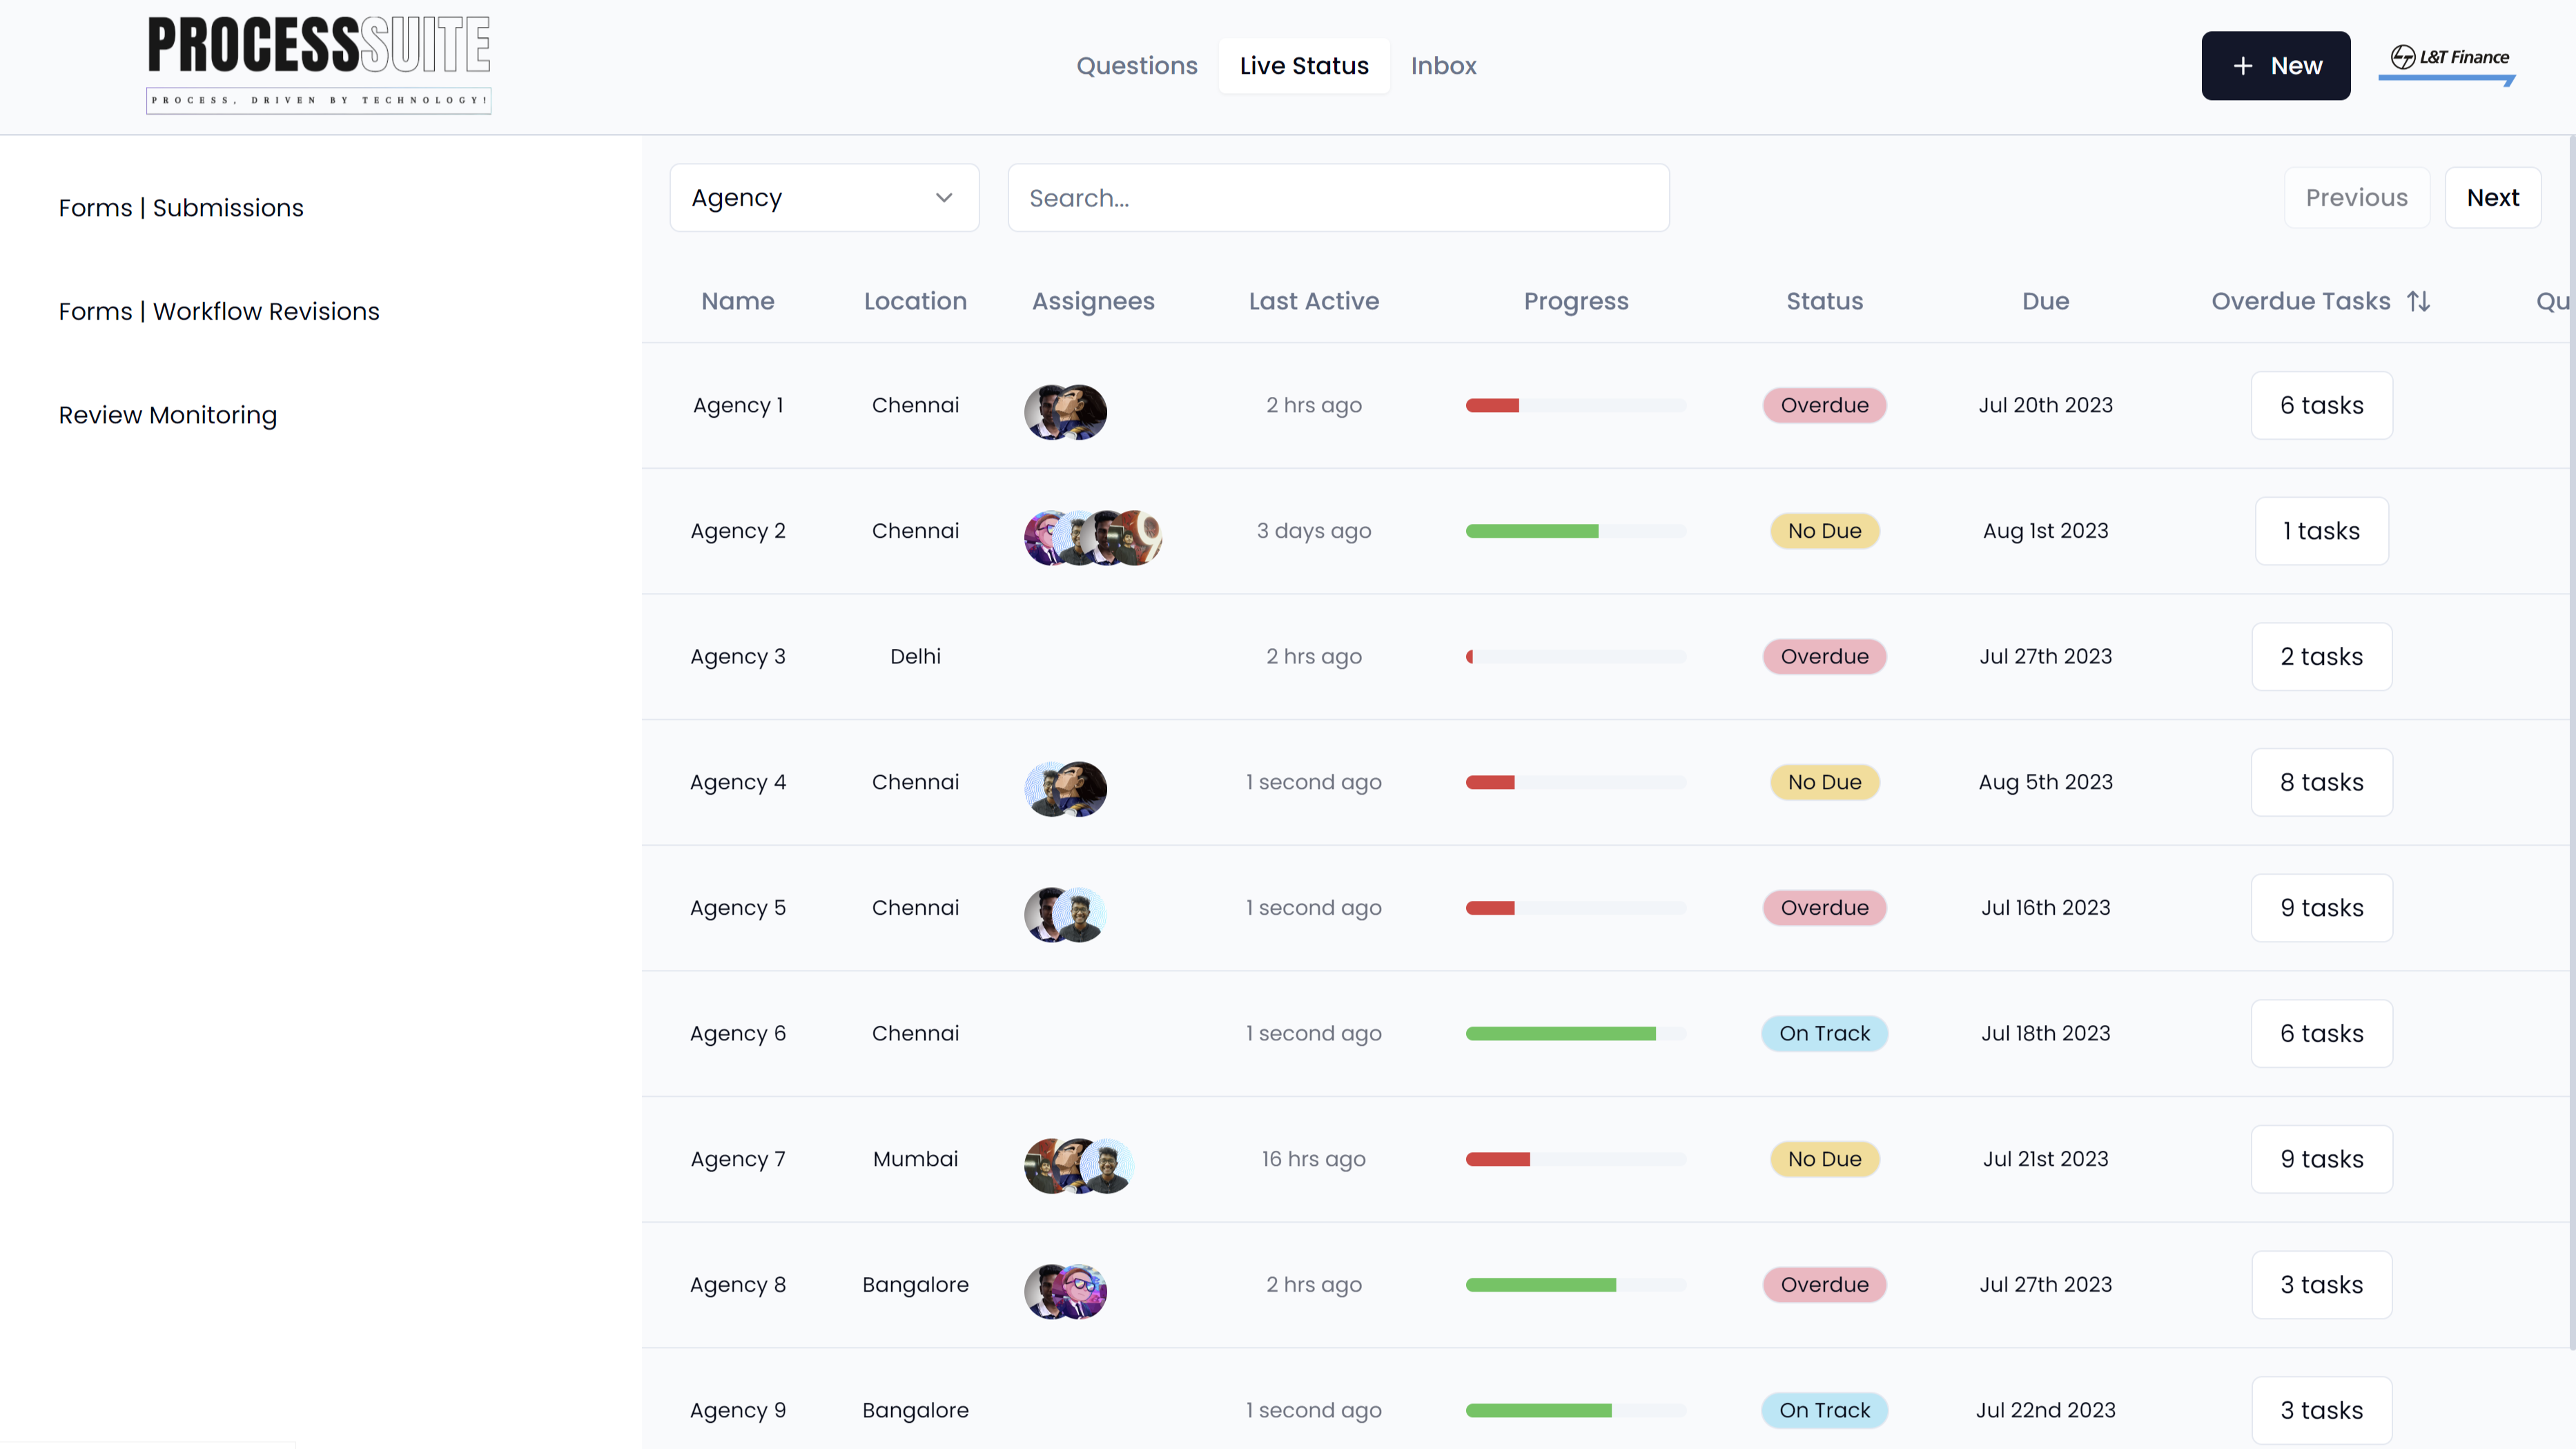 PROCESSSUITE
PROCESS, DRIVEN BY TECHNOLOGY!
Questions Live Status Inbox
+ New
L&T Finance
Forms | Submissions
Forms | Workflow Revisions
Review Monitoring
Agency Search... Previous Next
Name Location Assignees Last Active Progress Status Due Overdue Tasks Qu
Agency 1 Chennai 2 hrs ago Overdue Jul 20th 2023 6 tasks
Agency 2 Chennai 3 days ago No Due Aug 1st 2023 1 tasks
Agency 3 Delhi 2 hrs ago Overdue Jul 27th 2023 2 tasks
Agency 4 Chennai 1 second ago No Due Aug 5th 2023 8 tasks
Agency 5 Chennai 1 second ago Overdue Jul 16th 2023 9 tasks
Agency 6 Chennai 1 second ago On Track Jul 18th 2023 6 tasks
Agency 7 Mumbai 16 hrs ago No Due Jul 21st 2023 9 tasks
Agency 8 Bangalore 2 hrs ago Overdue Jul 27th 2023 3 tasks
Agency 9 Bangalore 1 second ago On Track Jul 22nd 2023 3 tasks